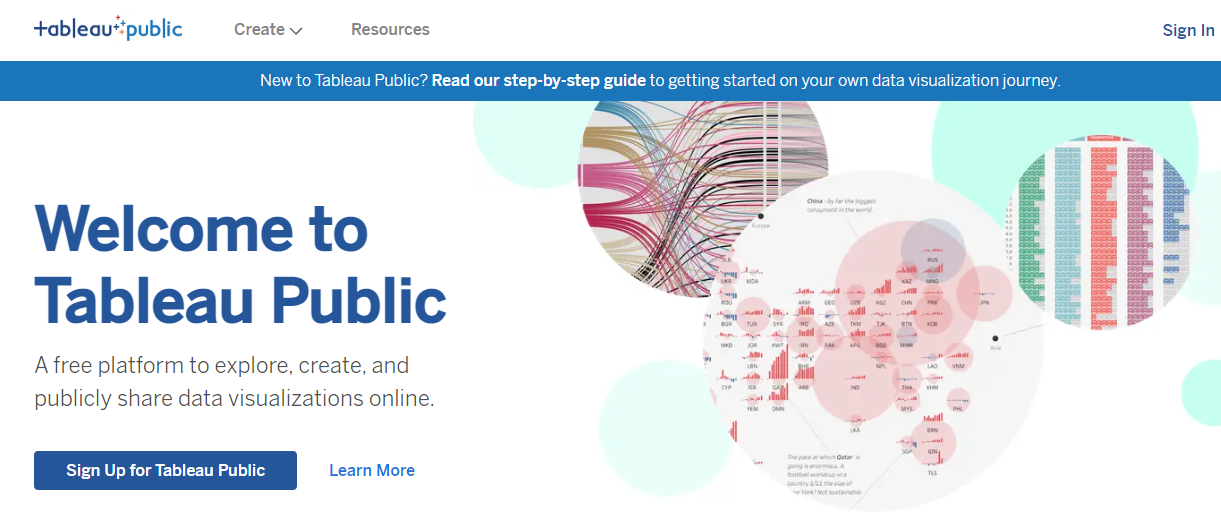 tableau public
Create
Resources
Sign In
New to Tableau Public? Read our step-by-step guide to getting started on your own data visualization journey.
Welcome to
Tableau Public
A free platform to explore, create, and
publicly share data visualizations online.
Sign Up for Tableau Public
Learn More
China - by far the biggest
consument in the world.
Europe
RUS
UKR MDA
KAZ MNG
ROU
ARM GEO UZB KGZ CHN PRK JPN
BGR TUR SYR IRQ AZE TKM TJK BTN KOR
MKD JOR KWT IRN PAK AFG BGD MMR
Asia
LBN BHR NPL LAO VNM
CYP ISR QAT ARE IND THA KHM
YEM OMN MYS PHL
LKA BRN
SGP IDN
TLS
The pace at which Qatar is
going is enormous. A
football worldcup in a
country 1/11 the size of
York? Not sustainable.